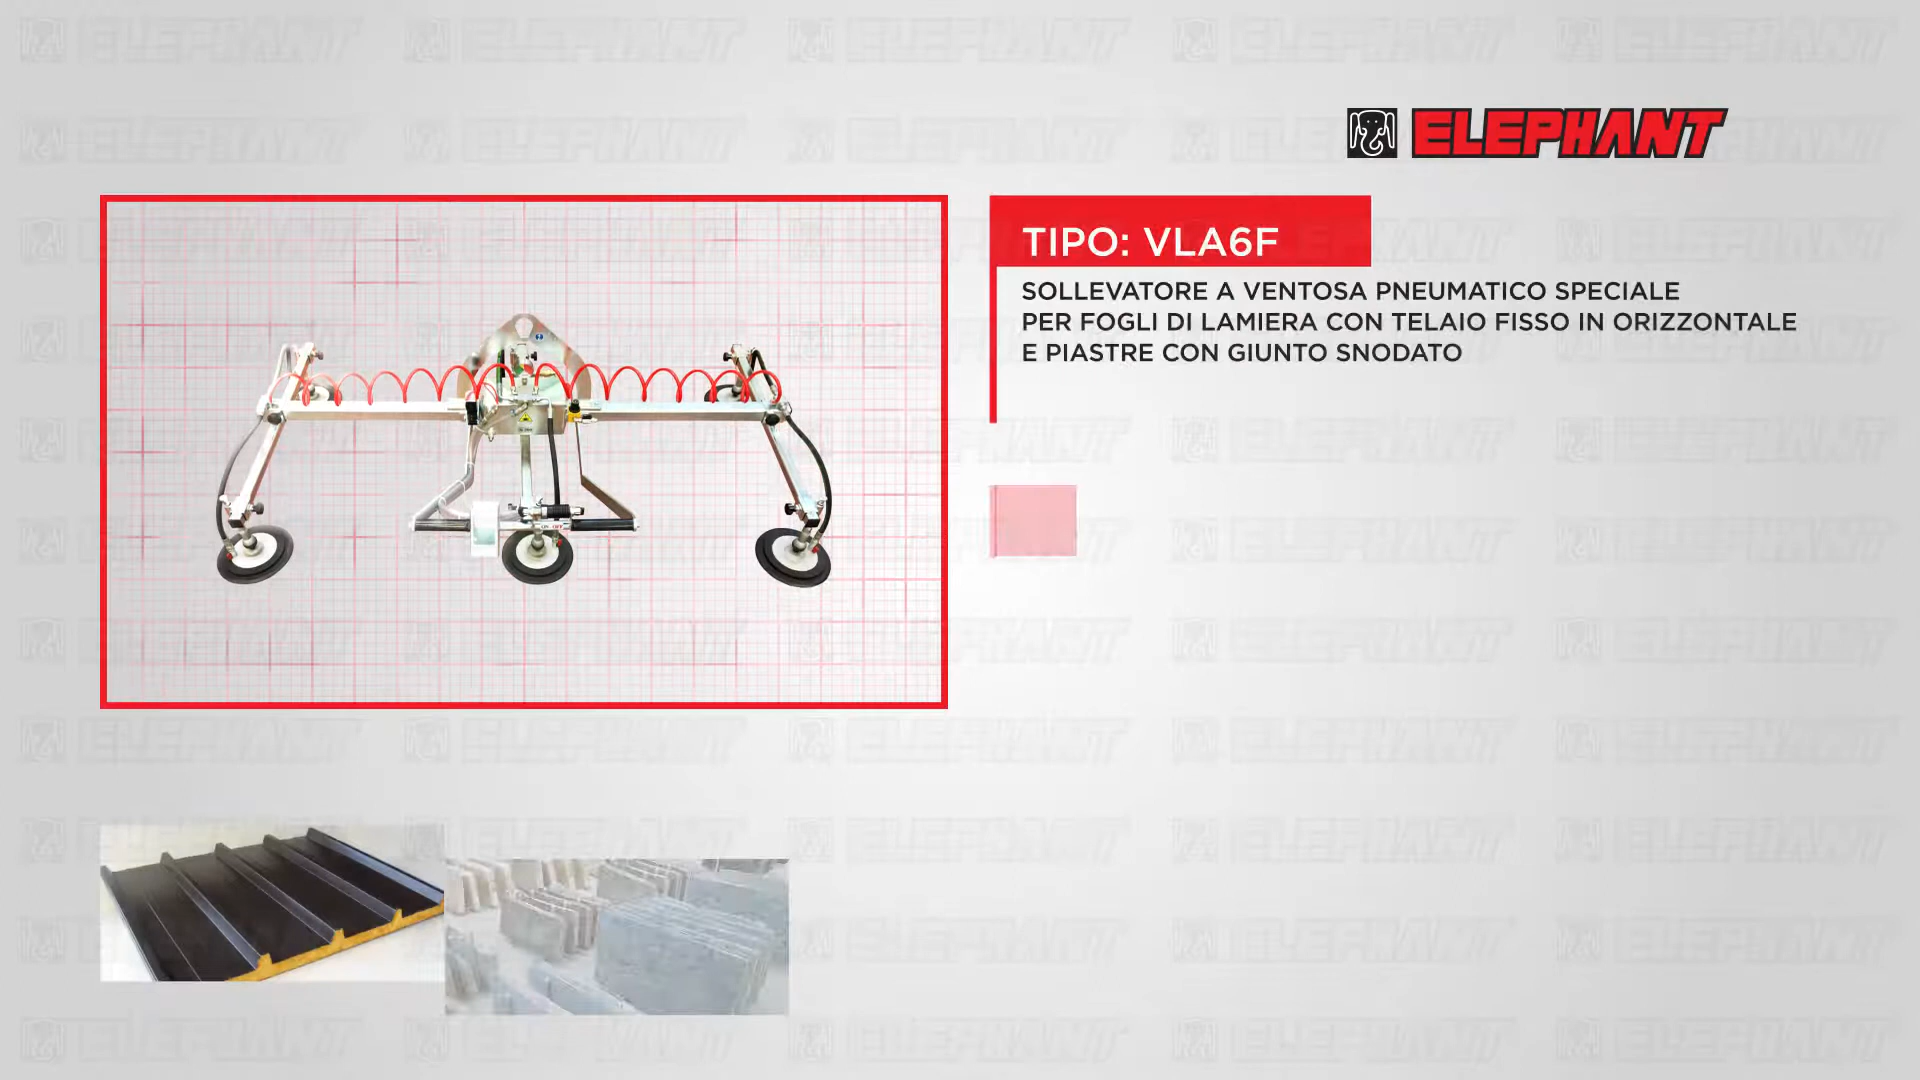 ELEPHANT
TIPO: VLA6F
SOLLEVATORE A VENTOSA PNEUMATICO SPECIALE
PER FOGLI DI LAMIERA CON TELAIO FISSO IN ORIZZONTALE
E PIASTRE CON GIUNTO SNODATO